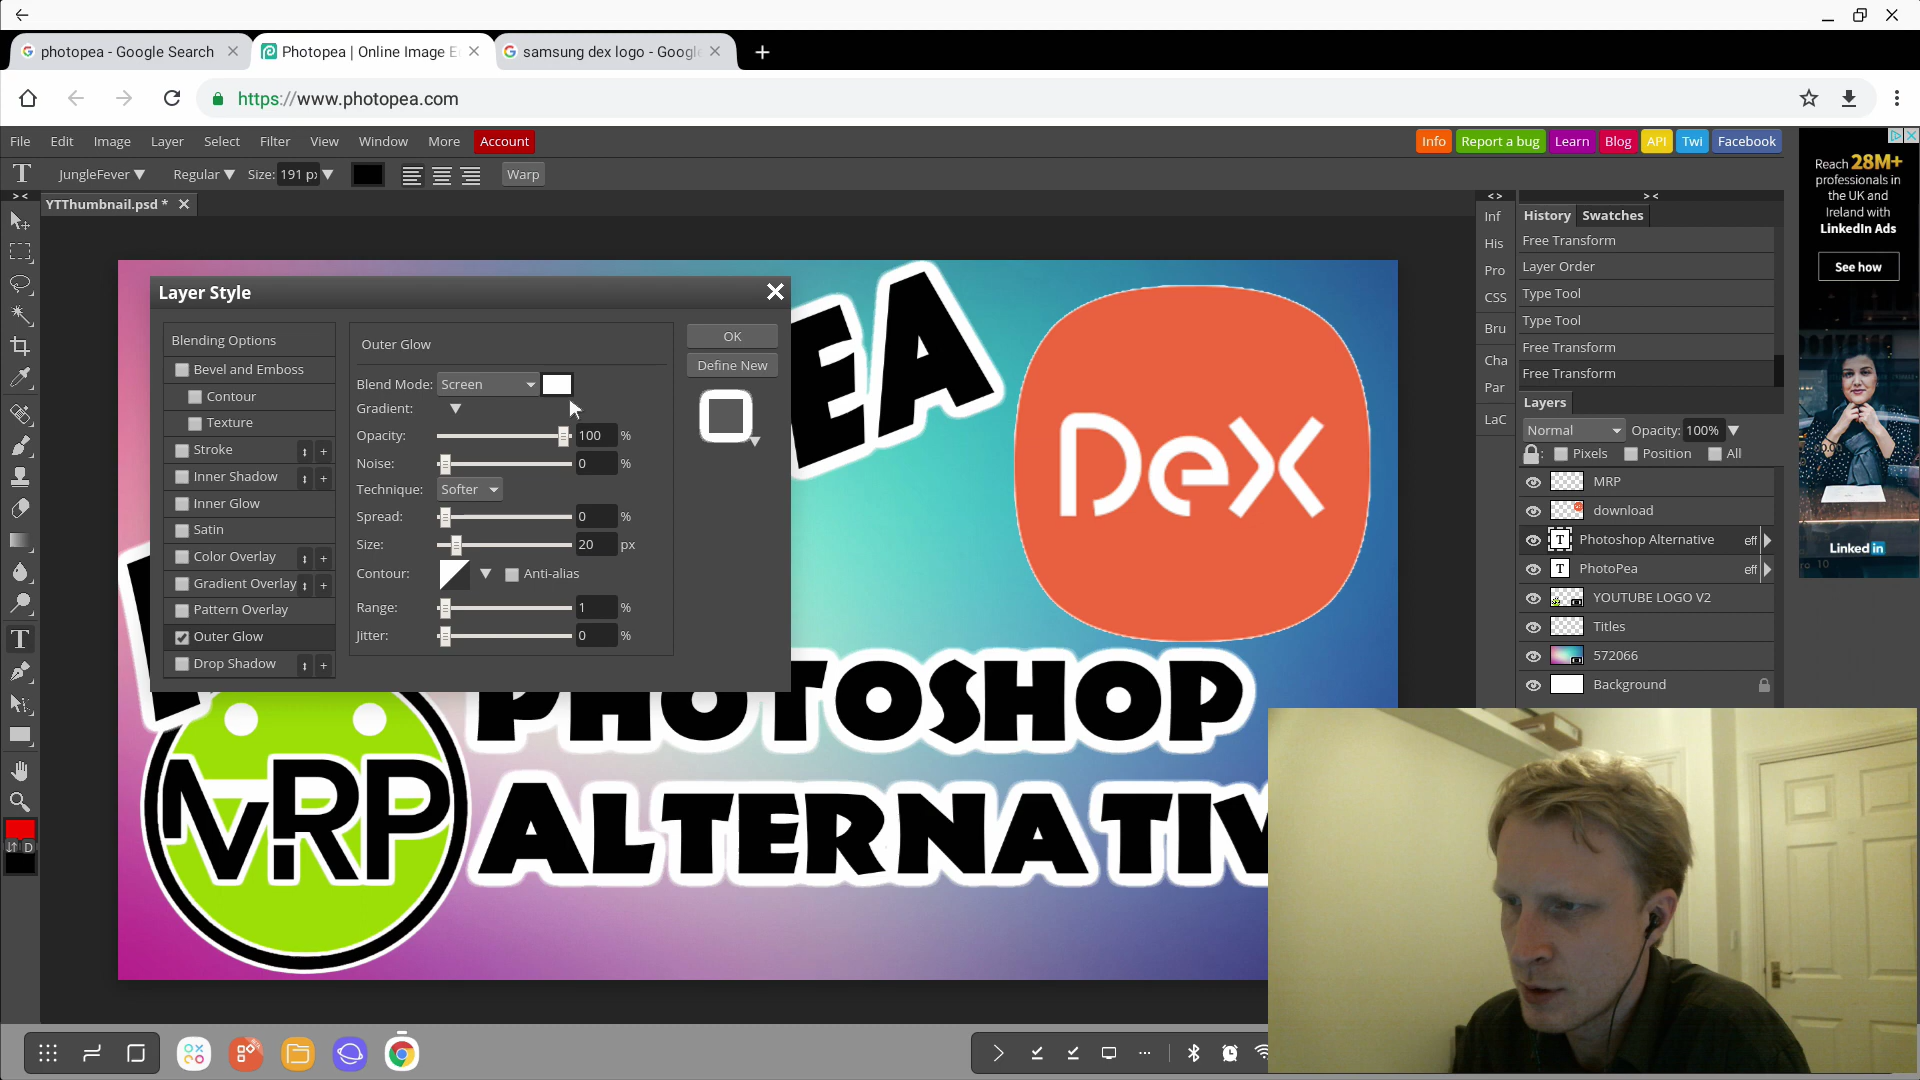 photopea - Google Search
Photopea | Online Image E
samsung dex logo - Google
https://www.photopea.com
File Edit Image Layer Select Filter View Window More Account
Info Report a bug Learn Blog API Twi Facebook
T JungleFever Regular Size: 191 p Warp
YTThumbnail.psd *
Layer Style
Blending Options
Bevel and Emboss
Contour
Texture
Stroke
Inner Shadow
Inner Glow
Satin
Color Overlay
Gradient Overlay
Pattern Overlay
Outer Glow
Drop Shadow
Outer Glow
Blend Mode: Screen
Gradient:
Opacity: 100 %
Noise: 0 %
Technique: Softer
Spread: 0 %
Size: 20 px
Contour: Anti-alias
Range: 1 %
Jitter: 0 %
OK
Define New
EA
DeX
PHOTOSHOP
ALTERNATIV
MRP
Inf
His
Pro
CSS
Bru
Cha
Par
LaC
History Swatches
Free Transform
Layer Order
Type Tool
Type Tool
Free Transform
Free Transform
Layers
Normal Opacity: 100%
: Pixels Position All
MRP
download
T Photoshop Alternative eff
T PhotoPea eff
YOUTUBE LOGO V2
Titles
572066
Background
Reach 28M+
professionals in
the UK and
Ireland with
LinkedIn Ads
See how
Linked in
T
D